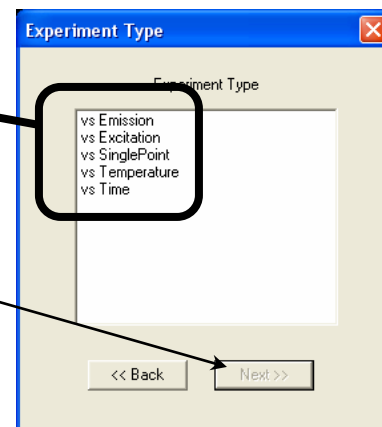 Experiment Type
Experiment Type
vs Emission
vs Excitation
vs SinglePoint
vs Temperature
vs Time
<< Back
Next >>